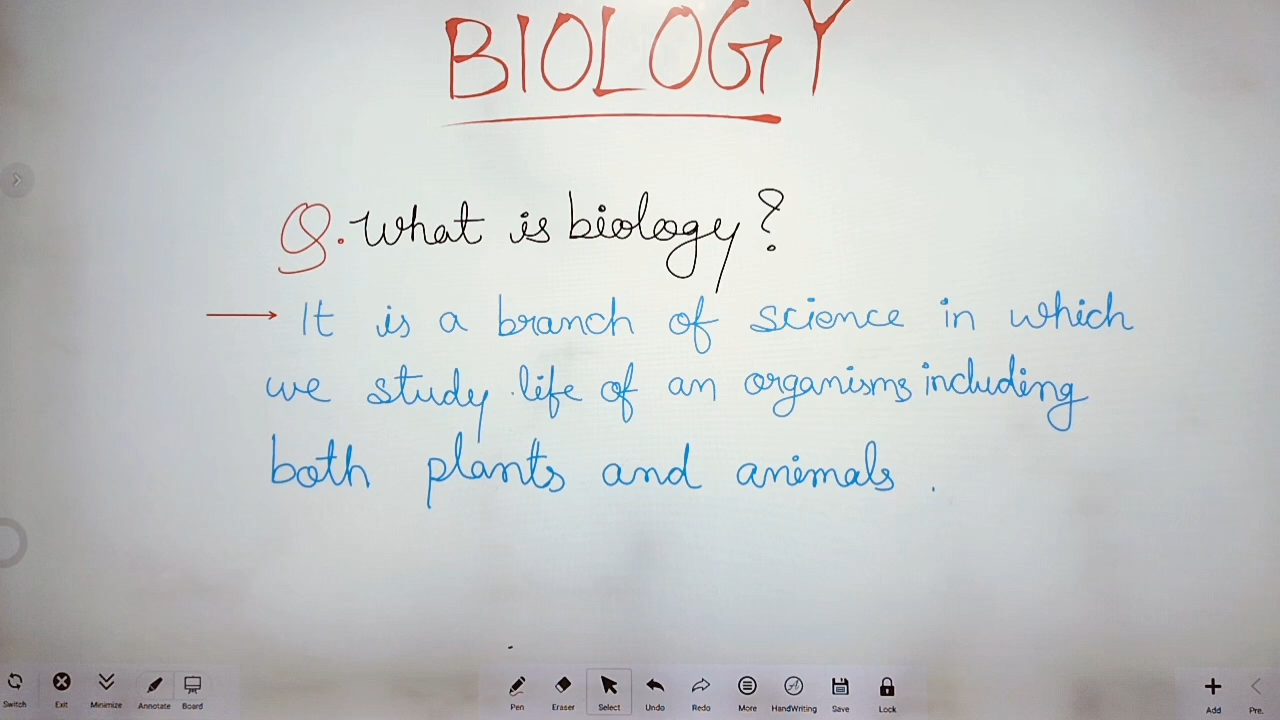 BIOLOGY
Q. What is biology?
→ It is a branch of science in which
we study life of an organisms including
both plants and animals.
Switch Exit Minimize Annotate Board Pen Eraser Select Undo Redo More HandWriting Save Lock Add Pre.